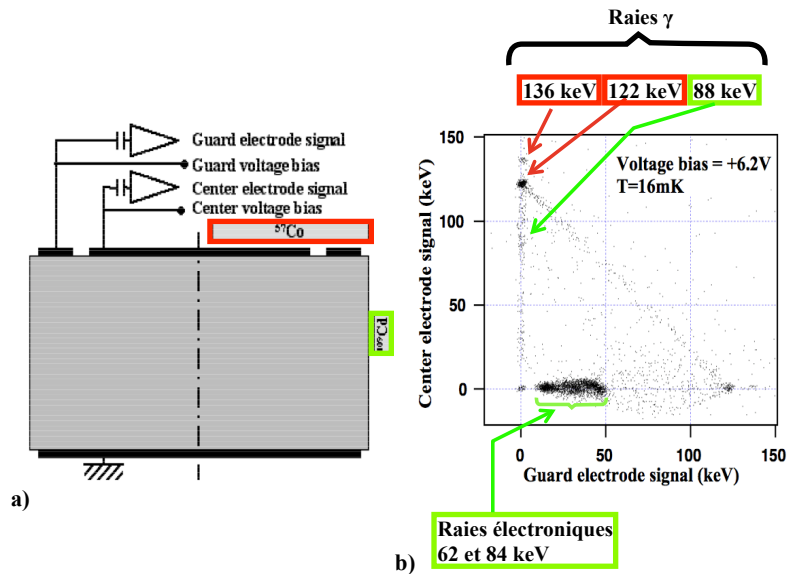 Raies γ
136 keV
122 keV
88 keV
Guard electrode signal
Guard voltage bias
Center electrode signal
Center voltage bias
⁵⁷Co
¹⁰⁹Cd
a)
150
100
50
0
Center electrode signal (keV)
Voltage bias = +6.2V
T=16mK
0
50
100
150
Guard electrode signal (keV)
Raies électroniques
62 et 84 keV
b)